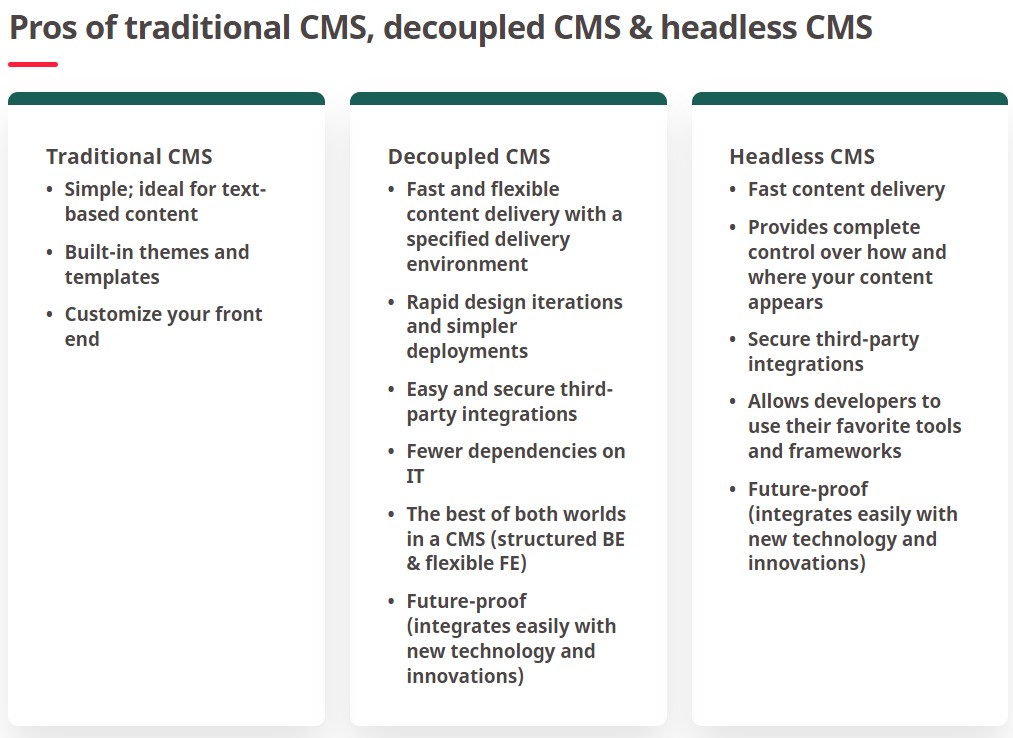 Pros of traditional CMS, decoupled CMS & headless CMS
Traditional CMS
• Simple; ideal for text-
based content
• Built-in themes and
templates
• Customize your front
end
Decoupled CMS
• Fast and flexible
content delivery with a
specified delivery
environment
• Rapid design iterations
and simpler
deployments
• Easy and secure third-
party integrations
• Fewer dependencies on
IT
• The best of both worlds
in a CMS (structured BE
& flexible FE)
• Future-proof
(integrates easily with
new technology and
innovations)
Headless CMS
• Fast content delivery
• Provides complete
control over how and
where your content
appears
• Secure third-party
integrations
• Allows developers to
use their favorite tools
and frameworks
• Future-proof
(integrates easily with
new technology and
innovations)